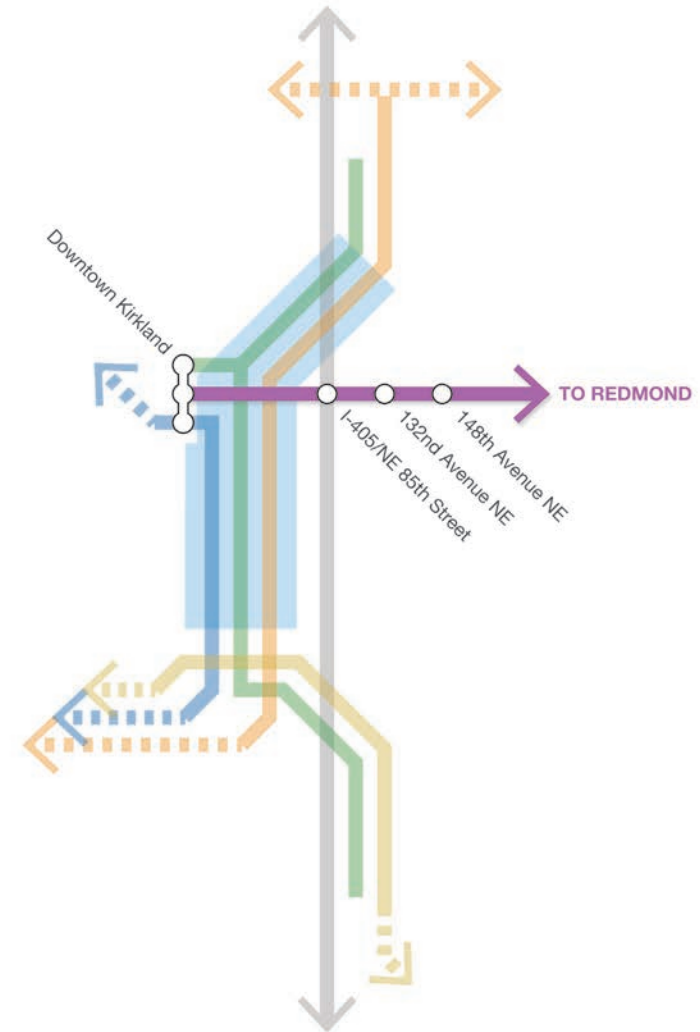 Downtown Kirkland
TO REDMOND
I-405/NE 85th Street
132nd Avenue NE
148th Avenue NE